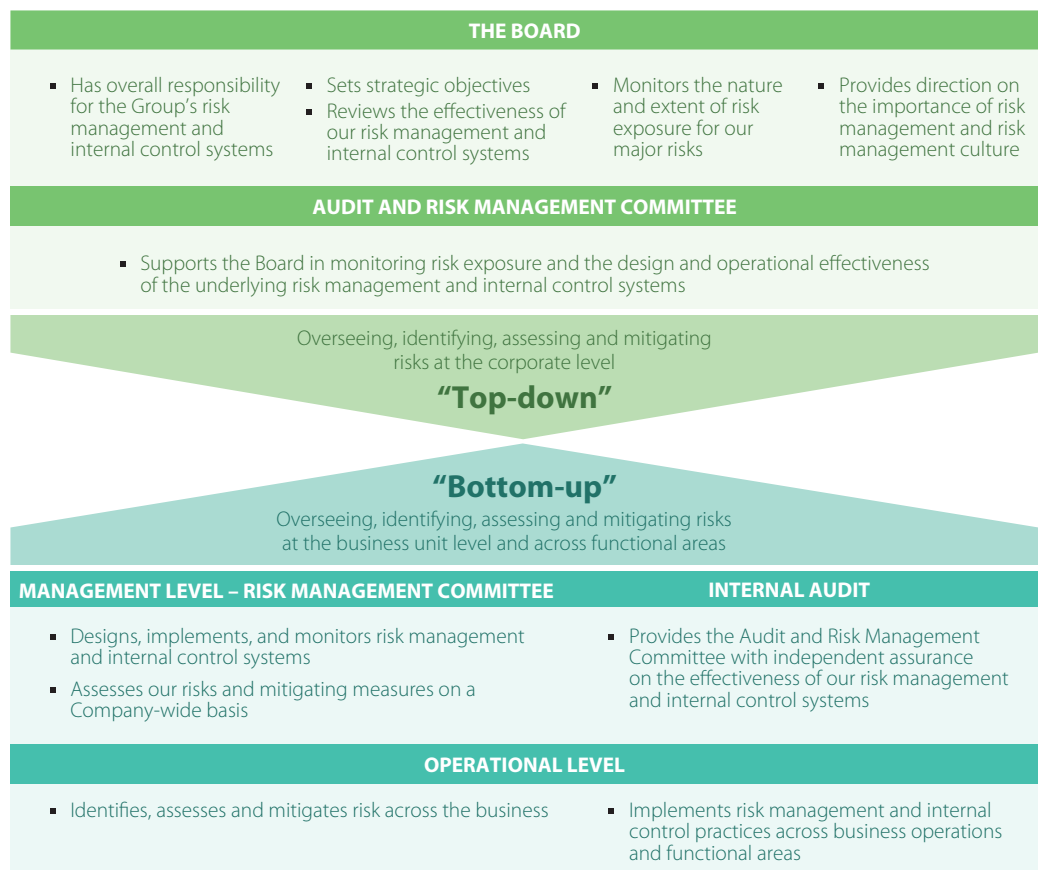 THE BOARD
▪ Has overall responsibility
for the Group's risk
management and
internal control systems
▪ Sets strategic objectives
▪ Reviews the effectiveness of
our risk management and
internal control systems
▪ Monitors the nature
and extent of risk
exposure for our
major risks
▪ Provides direction on
the importance of risk
management and risk
management culture
AUDIT AND RISK MANAGEMENT COMMITTEE
▪ Supports the Board in monitoring risk exposure and the design and operational effectiveness
of the underlying risk management and internal control systems
Overseeing, identifying, assessing and mitigating
risks at the corporate level
“Top-down”
“Bottom-up”
Overseeing, identifying, assessing and mitigating risks
at the business unit level and across functional areas
MANAGEMENT LEVEL – RISK MANAGEMENT COMMITTEE
▪ Designs, implements, and monitors risk management
and internal control systems
▪ Assesses our risks and mitigating measures on a
Company-wide basis
INTERNAL AUDIT
▪ Provides the Audit and Risk Management
Committee with independent assurance
on the effectiveness of our risk management
and internal control systems
OPERATIONAL LEVEL
▪ Identifies, assesses and mitigates risk across the business
▪ Implements risk management and internal
control practices across business operations
and functional areas